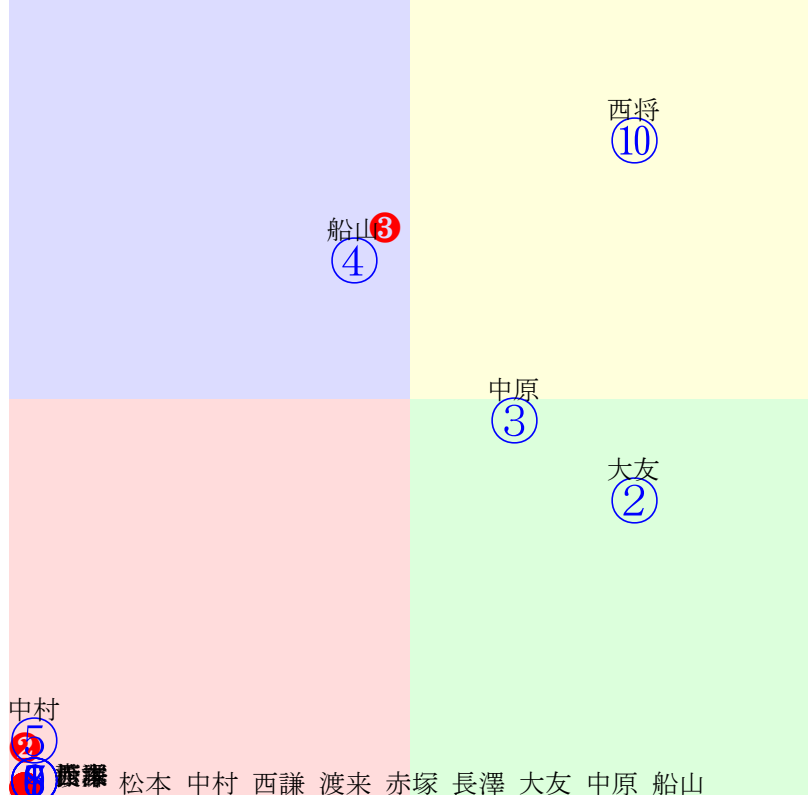 西将
⑩
船山❸
④
中原
③
大友
②
中村
⑤
❷
松本 中村 西謙 渡来 赤塚 長澤 大友 中原 船山